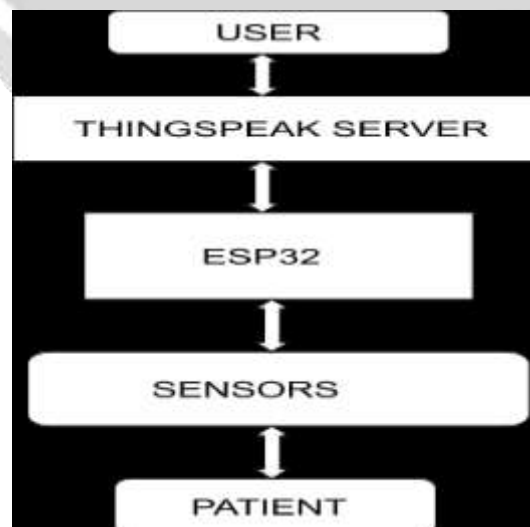 USER
THINGSPEAK SERVER
ESP32
SENSORS
PATIENT